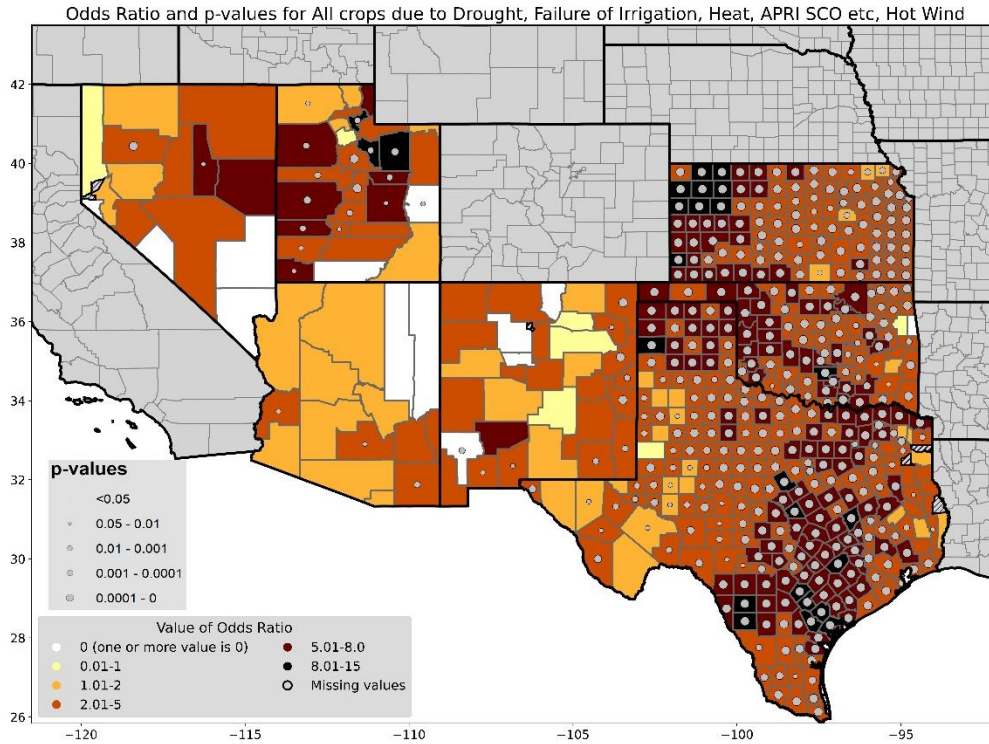 Odds Ratio and p-values for All crops due to Drought, Failure of Irrigation, Heat, APRI SCO etc, Hot Wind
42
40
38
36
34
32
30
28
26
p-values
<0.05
0.05 - 0.01
0.01 - 0.001
0.001 - 0.0001
0.0001 - 0
Value of Odds Ratio
0 (one or more value is 0)
0.01-1
1.01-2
2.01-5
5.01-8.0
8.01-15
Missing values
−120
−115
−110
−105
−100
−95